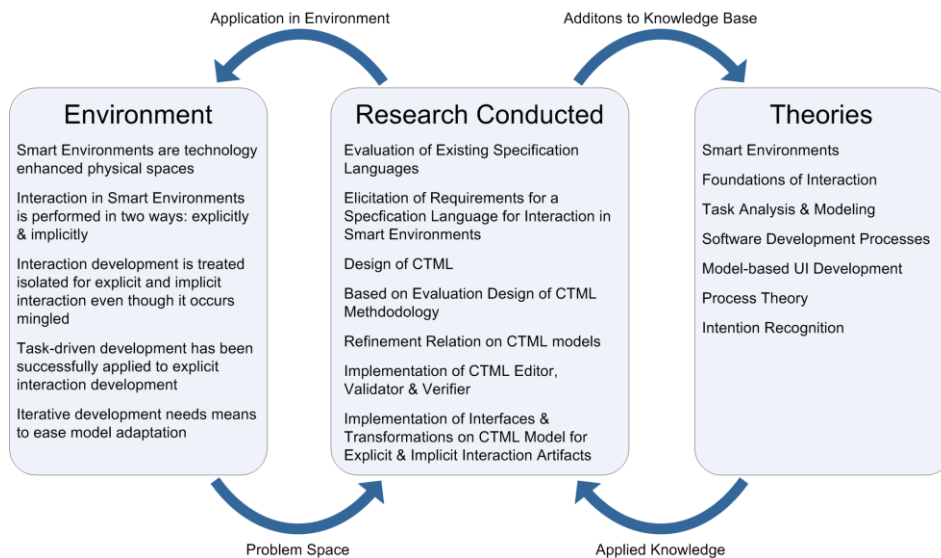 Application in Environment
Additons to Knowledge Base
Environment
Smart Environments are technology
enhanced physical spaces
Interaction in Smart Environments
is performed in two ways: explicitly
& implicitly
Interaction development is treated
isolated for explicit and implicit
interaction even though it occurs
mingled
Task-driven development has been
successfully applied to explicit
interaction development
Iterative development needs means
to ease model adaptation
Research Conducted
Evaluation of Existing Specification
Languages
Elicitation of Requirements for a
Specfication Language for Interaction in
Smart Environments
Design of CTML
Based on Evaluation Design of CTML
Methdodology
Refinement Relation on CTML models
Implementation of CTML Editor,
Validator & Verifier
Implementation of Interfaces &
Transformations on CTML Model for
Explicit & Implicit Interaction Artifacts
Theories
Smart Environments
Foundations of Interaction
Task Analysis & Modeling
Software Development Processes
Model-based UI Development
Process Theory
Intention Recognition
Problem Space
Applied Knowledge